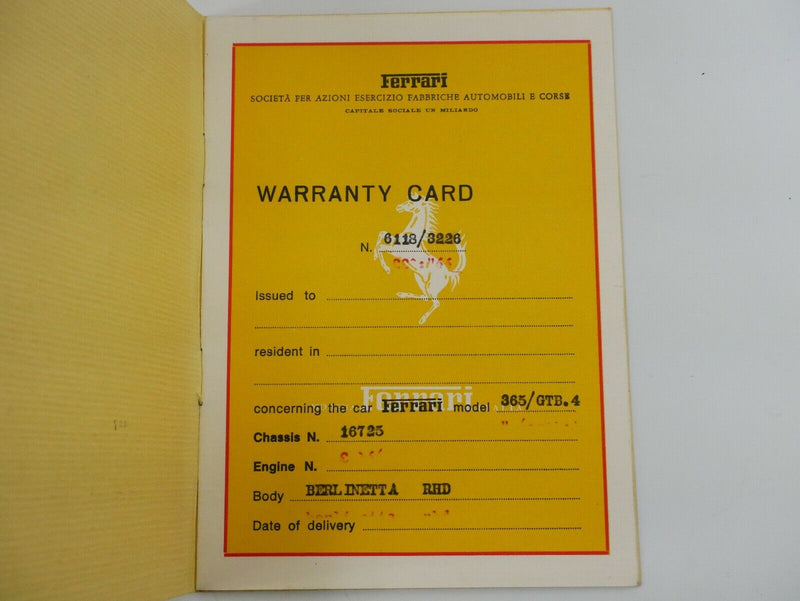 Ferrari
SOCIETÀ PER AZIONI ESERCIZIO FABBRICHE AUTOMOBILI E CORSE
CAPITALE SOCIALE UN MILIARDO
WARRANTY CARD
N. 6118/3226
Issued to
resident in
Ferrari
concerning the car Ferrari model 365/GTB.4
Chassis N. 16725
Engine N.
Body BERLINETTA RHD
Date of delivery